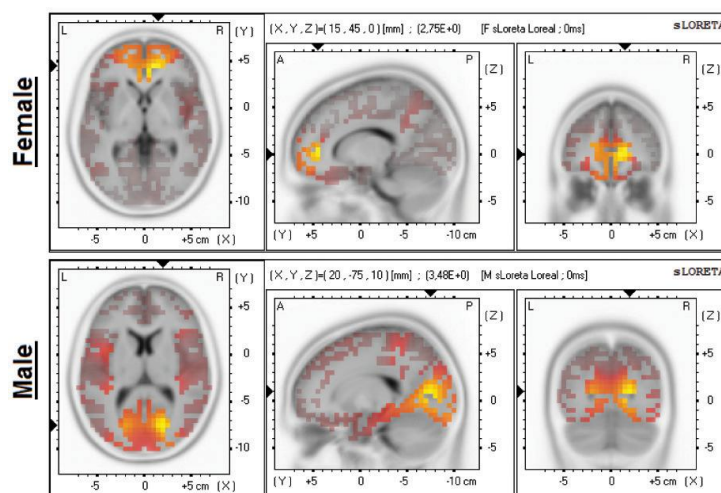 Female
L R (Y)
+5
0
-5
-10
-5 0 +5 cm (X)
(X,Y,Z)=(15,45,0)[mm] ; (2,75E+0) [F sLoreta Loreal ; 0ms] sLORETA
A P (Z)
+5
0
-5
(Y) +5 0 -5 -10 cm
L R (Z)
+5
0
-5
-5 0 +5 cm (X)
Male
L R (Y)
+5
0
-5
-10
-5 0 +5 cm (X)
(X,Y,Z)=(20,-75,10)[mm] ; (3,48E+0) [M sLoreta Loreal ; 0ms] sLORETA
A P (Z)
+5
0
-5
(Y) +5 0 -5 -10 cm
L R (Z)
+5
0
-5
-5 0 +5 cm (X)